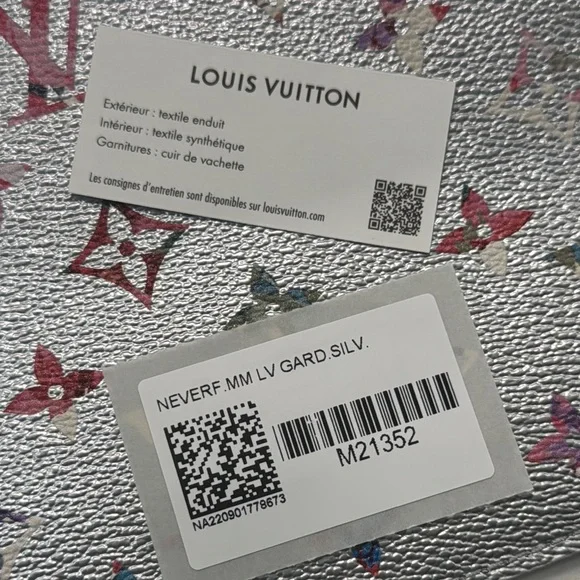 LOUIS VUITTON
Extérieur : textile enduit
Intérieur : textile synthétique
Garnitures : cuir de vachette
Les consignes d'entretien sont disponibles sur louisvuitton.com
NEVERF.MM LV GARD.SILV.
M21352
NA220901778673